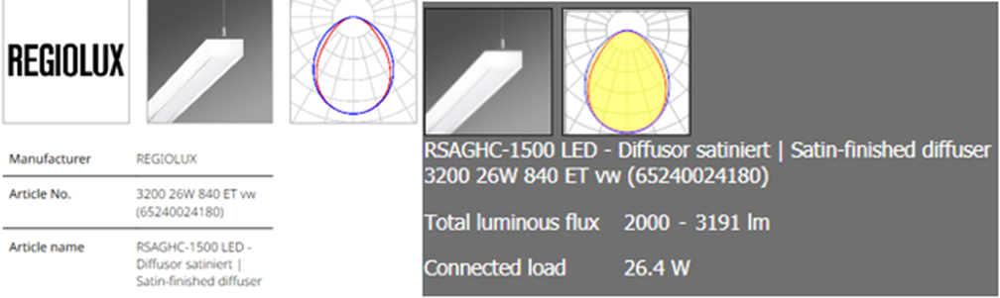 REGIOLUX
Manufacturer REGIOLUX
Article No. 3200 26W 840 ET vw
(65240024180)
Article name RSAGHC-1500 LED -
Diffusor satiniert |
Satin-finished diffuser
RSAGHC-1500 LED - Diffusor satiniert | Satin-finished diffuser
3200 26W 840 ET vw (65240024180)
Total luminous flux 2000 - 3191 lm
Connected load 26.4 W